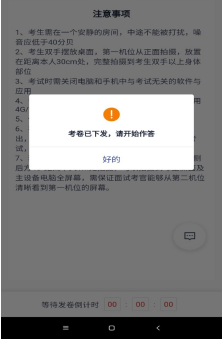 注意事项
1、考生需在一个安静的房间，中途不能被打扰，噪
音应低于40分贝
2、考生双手摆放桌面，第一机位从正面拍摄，放置
在距离本人30cm处，完整拍摄到考生双手以上身体
部位
3、考试时需关闭电脑和手机中与考试无关的软件与
应用
4、
4G/
5、
6、
出，
试，
7、
考卷已下发，请开始作答
好的
主设备电脑全屏幕，需保证面试考官能够从第二机位
清晰看到第一机位的屏幕。
等待发卷倒计时 00 : 00 : 00